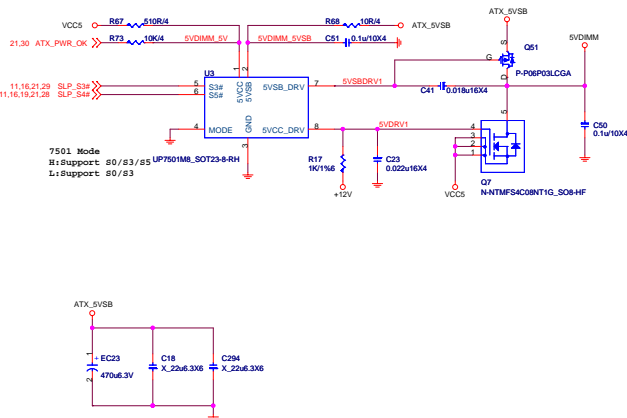 ATX_5VSB
VCC5
R67
510R/4
R68
10R/4
ATX_5VSB
5VDIMM
21,30
ATX_PWR_OK
R73
10K/4
5VDIMM_5V
5VDIMM_5VSB
C51
0.1u/10X4
S
Q51
G
P-P06P03LCGA
D
U3
1
2
5VCC
5VSB
11,16,21,29
SLP_S3#
5
S3#
5VSB_DRV
7
5VSBDRV1
11,16,19,21,28
SLP_S4#
6
S5#
C41
0.018u16X4
5
GND
4
MODE
5VCC_DRV
8
5VDRV1
4
3
2
1
C50
0.1u/10X4
3
7501 Mode
H:Support S0/S3/S5
L:Support S0/S3
UP7501M8_SOT23-8-RH
R17
1K/1%6
C23
0.022u16X4
+12V
VCC5
Q7
N-NTMFS4C08NT1G_SO8-HF
ATX_5VSB
1
+
EC23
470u6.3V
2
C18
X_22u6.3X6
C294
X_22u6.3X6